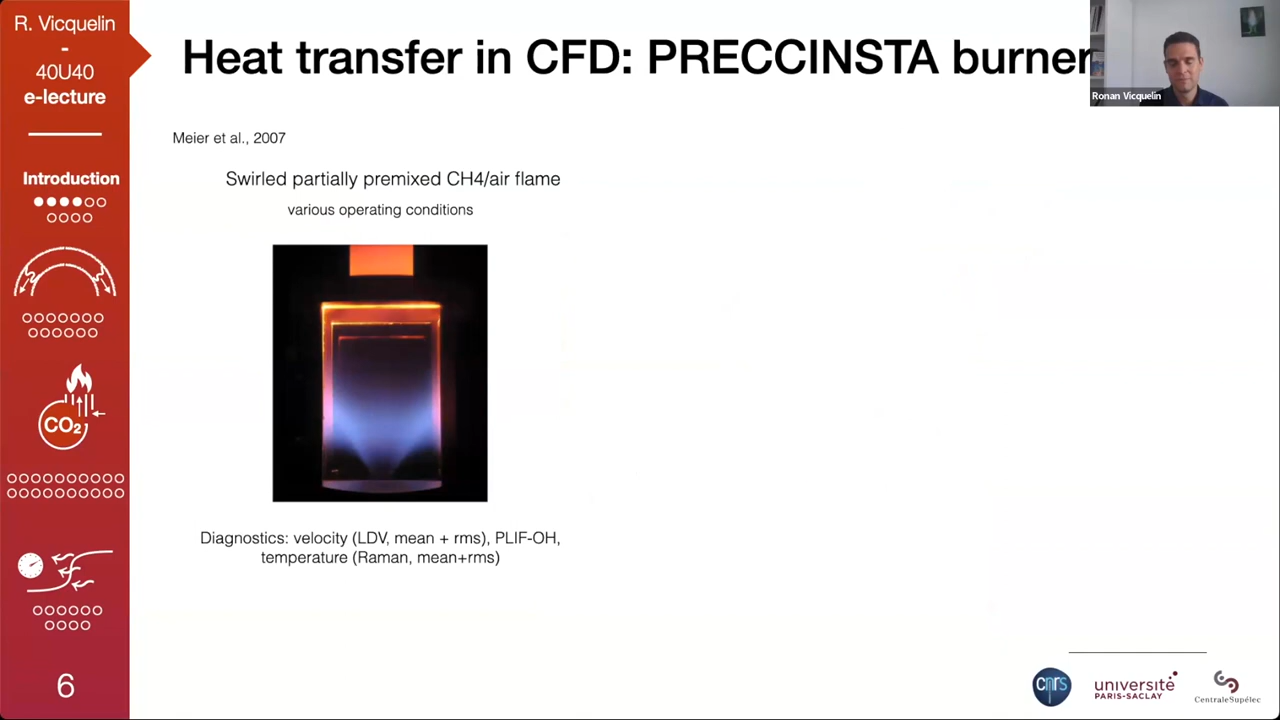 R. Vicquelin
-
40U40
e-lecture
Introduction
CO₂
6
Heat transfer in CFD: PRECCINSTA burner
Ronan Vicquelin
Meier et al., 2007
Swirled partially premixed CH4/air flame
various operating conditions
Diagnostics: velocity (LDV, mean + rms), PLIF-OH,
temperature (Raman, mean+rms)
cnrs
université
PARIS-SACLAY
CentraleSupélec